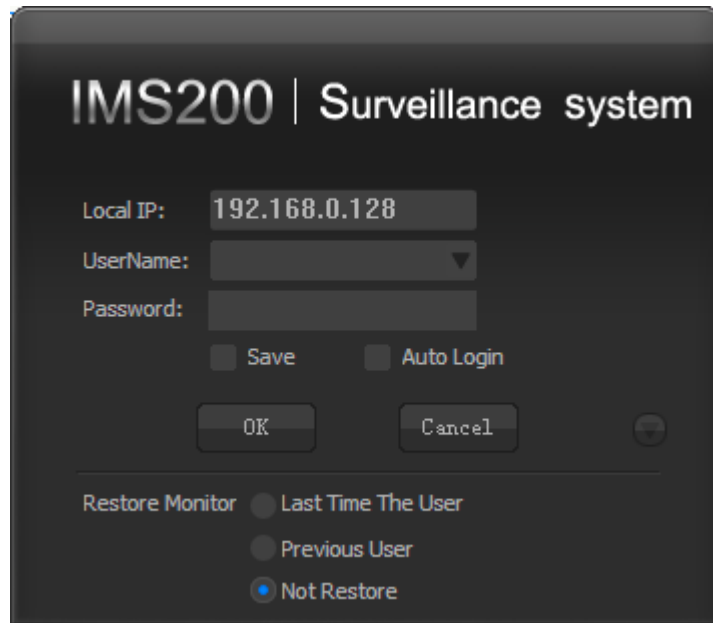 IMS200 | Surveillance system
Local IP: 192.168.0.128
UserName:
Password:
Save Auto Login
OK Cancel
Restore Monitor Last Time The User
Previous User
Not Restore